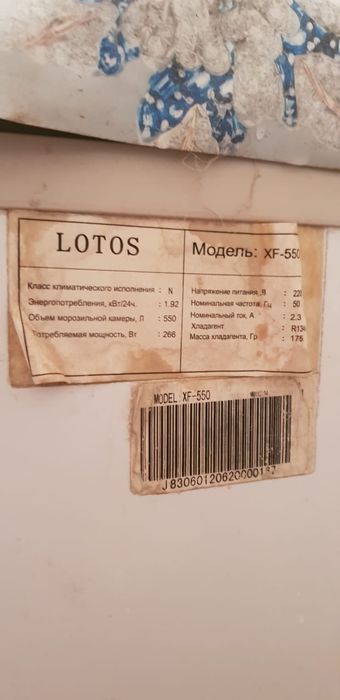 LOTOS
Модель: XF-550
Класс климатического исполнения : N
Энергопотребления, кВт/24ч. : 1.92
Объем морозильной камеры, Л : 550
Потребляемая мощность, Вт : 266
Напряжение питания, В : 220
Номинальная частота, Гц : 50
Номинальный ток, А : 2.3
Хладагент : R134
Масса хладагента, Гр : 175
MODEL: XF-550
J8306012062000018